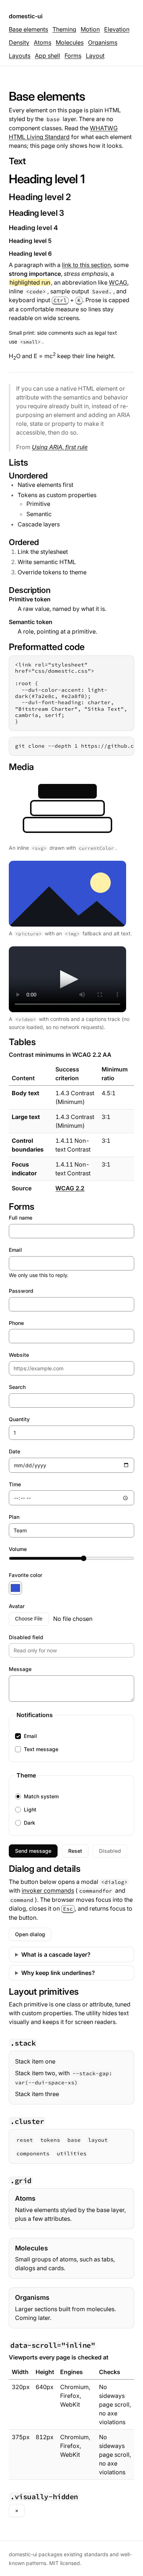 domestic-ui
Base elements Theming Motion Elevation
Density Atoms Molecules Organisms
Layouts App shell Forms Layout
Base elements
Every element on this page is plain HTML
styled by the base layer. There are no
component classes. Read the WHATWG
HTML Living Standard for what each element
means; this page only shows how it looks.
Text
Heading level 1
Heading level 2
Heading level 3
Heading level 4
Heading level 5
Heading level 6
A paragraph with a link to this section, some
strong importance, stress emphasis, a
highlighted run, an abbreviation like WCAG,
inline <code>, sample output Saved., and
Ctrl + K. Prose is capped
at a comfortable measure so lines stay
readable on wide screens.
Small print: side comments such as legal text
use <small>.
H2O and E = mc2 keep their line height.
If you can use a native HTML element or
attribute with the semantics and behavior
you require already built in, instead of re-
purposing an element and adding an ARIA
role, state or property to make it
accessible, then do so.
From Using ARIA, first rule
Lists
Unordered
Native elements first
Tokens as custom properties
Primitive
Semantic
Cascade layers
Ordered
1. Link the stylesheet
2. Write semantic HTML
3. Override tokens to theme
Description
Primitive token
A raw value, named by what it is.
Semantic token
A role, pointing at a primitive.
Preformatted code
<link rel="stylesheet"
href="css/domestic.css">
:root {
--dui-color-accent: light-
dark(#7a2e0c, #e2a9f0);
--dui-font-heading: charter,
"Bitstream Charter", "Sitka Text",
cambria, serif;
}
git clone --depth 1 https://github.c
Media
An inline <svg> drawn with currentColor.
A <picture> with an <img> fallback and alt text.
0:00
A <video> with controls and a captions track (no
source loaded, so no network requests).
Tables
Contrast minimums in WCAG 2.2 AA
Content Success criterion Minimum ratio
Body text 1.4.3 Contrast (Minimum) 4.5:1
Large text 1.4.3 Contrast (Minimum) 3:1
Control boundaries 1.4.11 Non-text Contrast 3:1
Focus indicator 1.4.11 Non-text Contrast 3:1
Source WCAG 2.2
Forms
Full name
Email
We only use this to reply.
Password
Phone
Website
https://example.com
Search
Quantity
1
Date
mm/dd/yyyy
Time
--:-- --
Plan
Team
Volume
Favorite color
Avatar
Choose File No file chosen
Disabled field
Read only for now
Message
Notifications
Email
Text message
Theme
Match system
Light
Dark
Send message Reset Disabled
Dialog and details
The button below opens a modal <dialog>
with invoker commands (commandfor and
command). The browser moves focus into the
dialog, closes it on Esc, and returns focus to
the button.
Open dialog
What is a cascade layer?
Why keep link underlines?
Layout primitives
Each primitive is one class or attribute, tuned
with custom properties. The utility hides text
visually and keeps it for screen readers.
.stack
Stack item one
Stack item two, with --stack-gap:
var(--dui-space-xs)
Stack item three
.cluster
reset tokens base layout
components utilities
.grid
Atoms
Native elements styled by the base layer,
plus a few attributes.
Molecules
Small groups of atoms, such as tabs,
dialogs and cards.
Organisms
Larger sections built from molecules.
Coming later.
data-scroll="inline"
Viewports every page is checked at
Width Height Engines Checks
320px 640px Chromium, Firefox, WebKit No sideways page scroll, no axe violations
375px 812px Chromium, Firefox, WebKit No sideways page scroll, no axe violations
.visually-hidden
×
domestic-ui packages existing standards and well-
known patterns. MIT licensed.